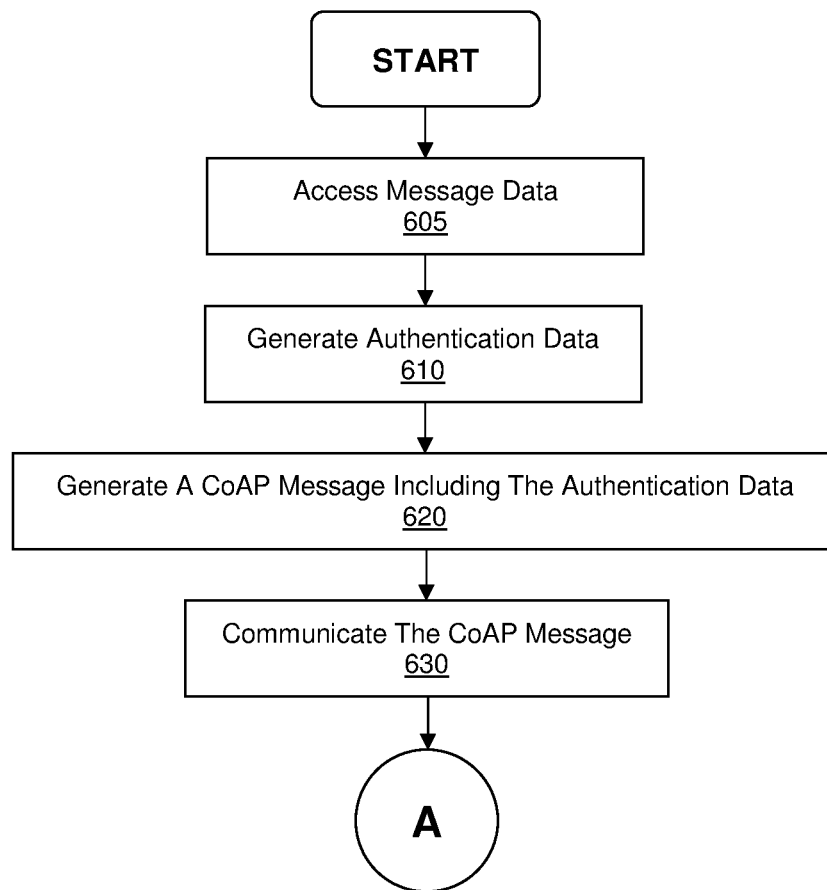 START
Access Message Data
605
Generate Authentication Data
610
Generate A CoAP Message Including The Authentication Data
620
Communicate The CoAP Message
630
A